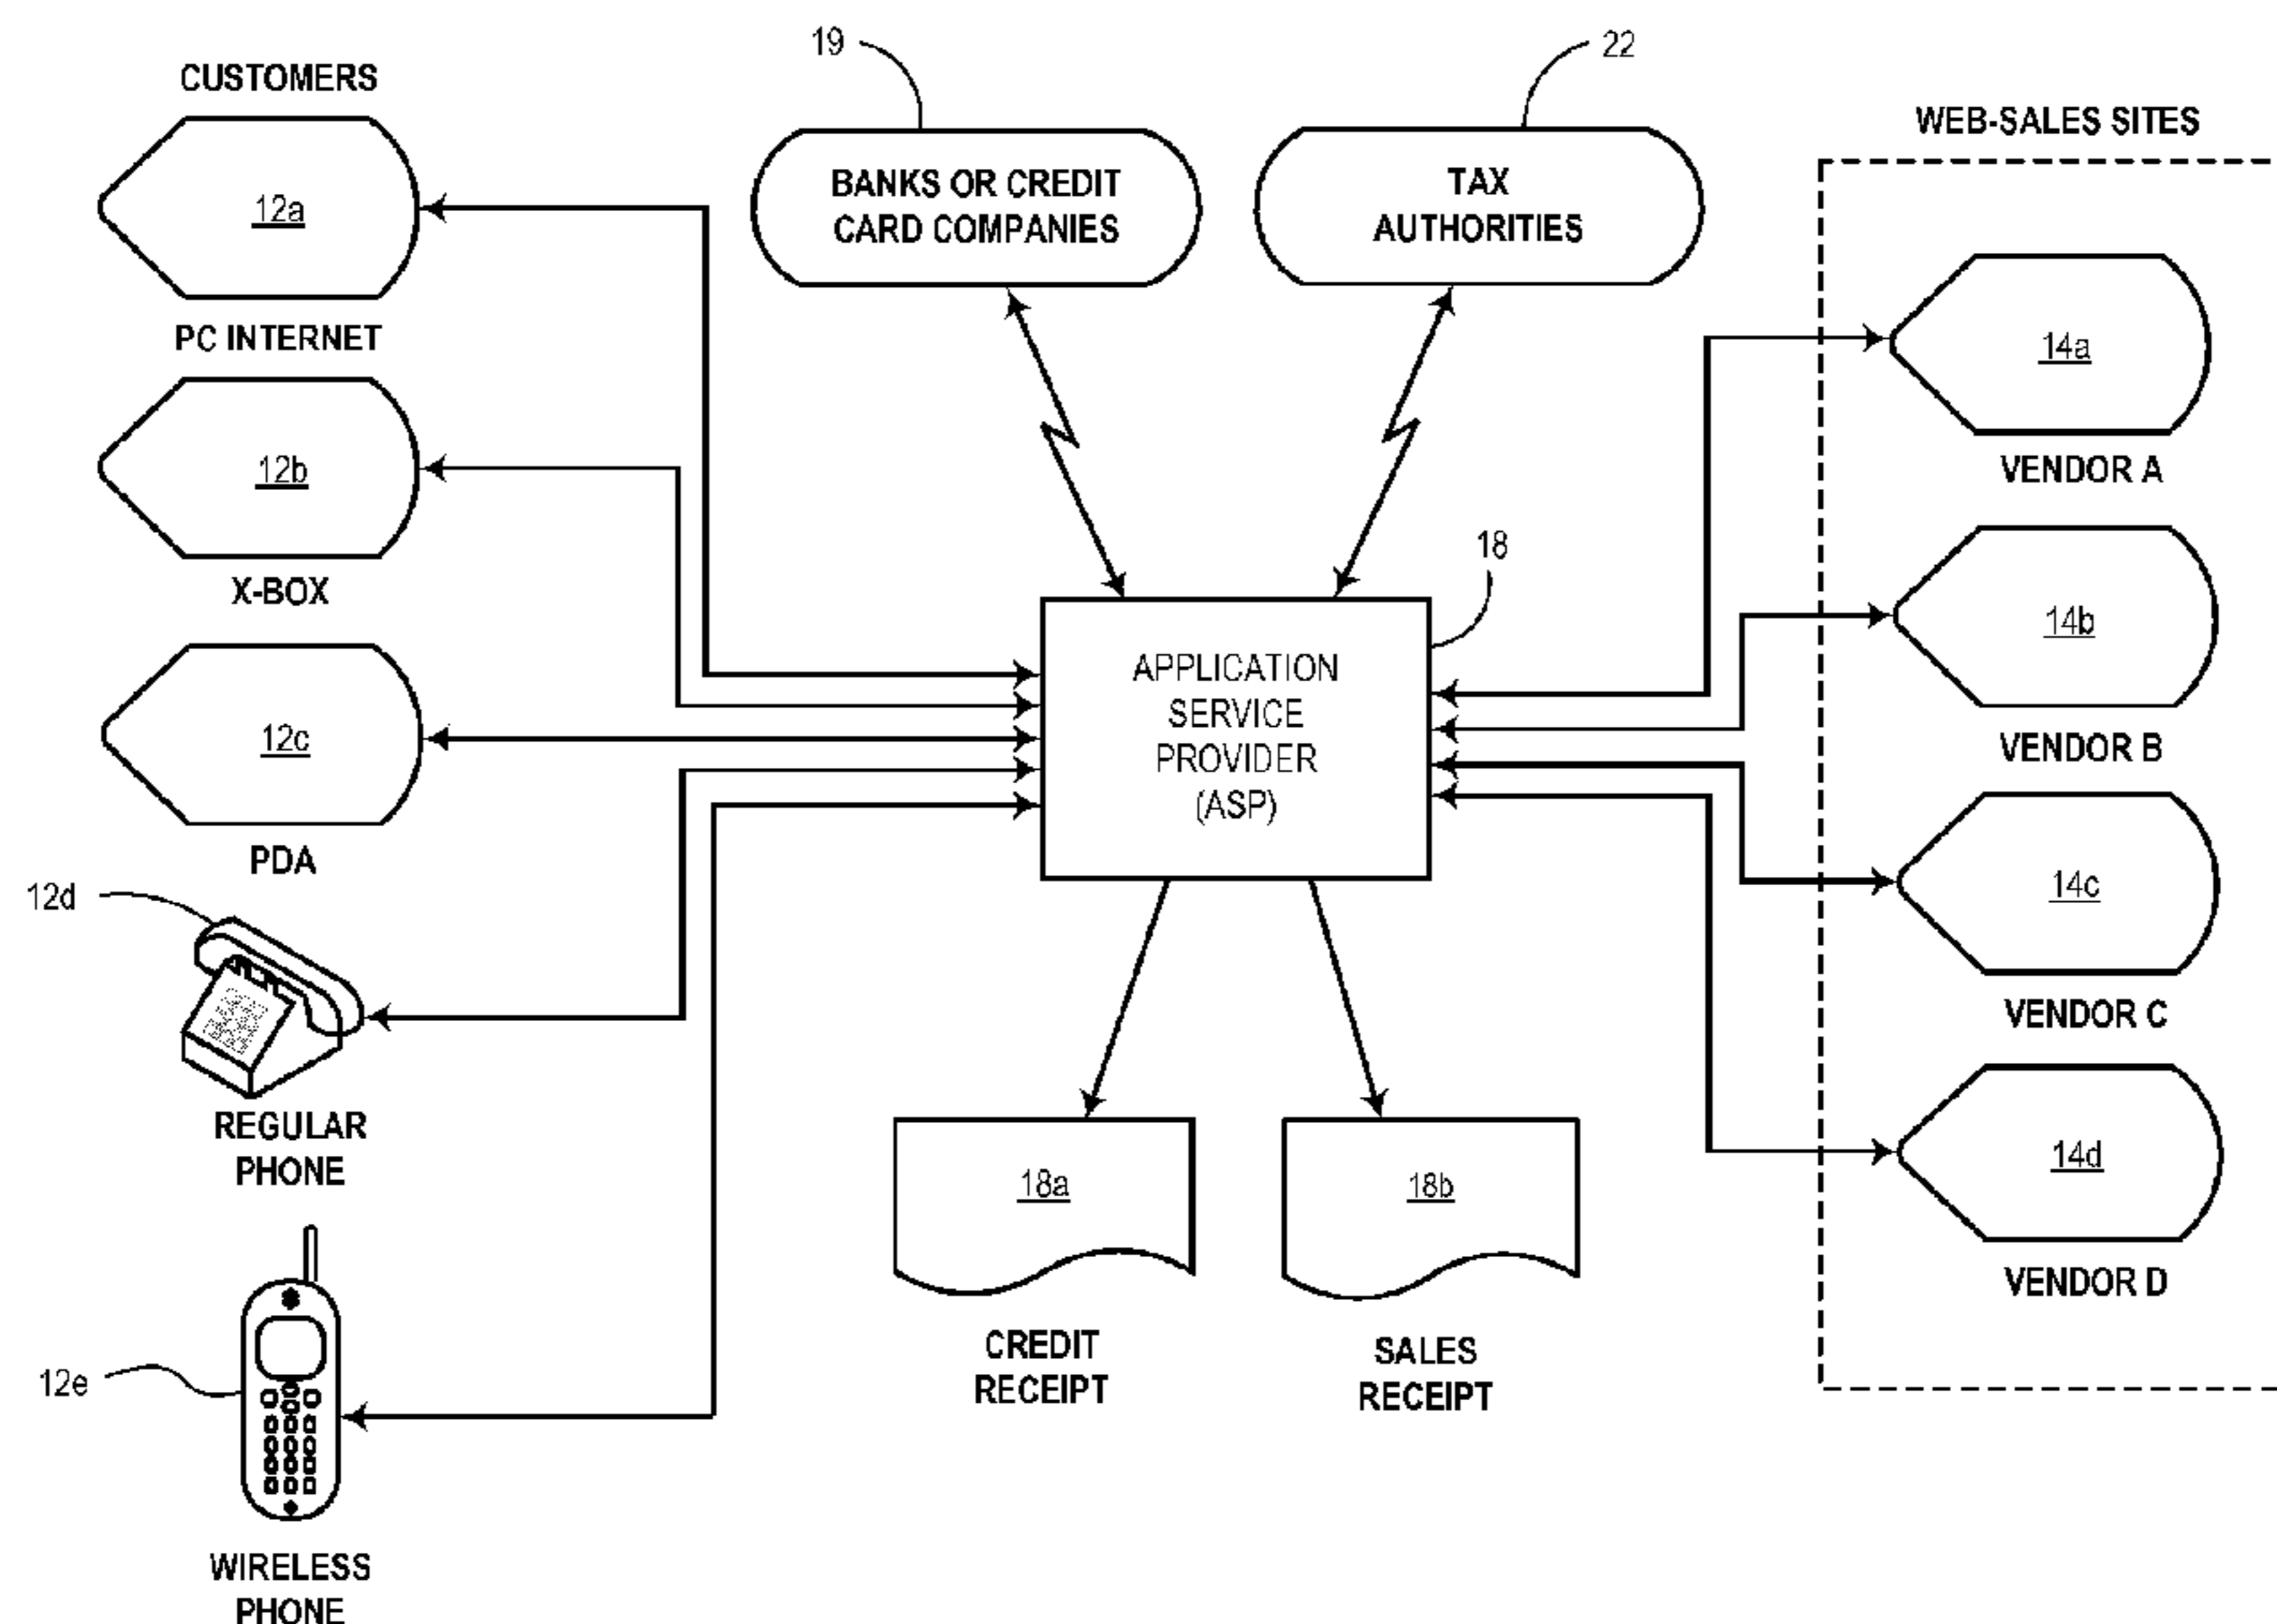 19
22
CUSTOMERS
WEB-SALES SITES
12a
BANKS OR CREDIT
CARD COMPANIES
TAX
AUTHORITIES
PC INTERNET
14a
12b
VENDOR A
X-BOX
18
14b
12c
APPLICATION
SERVICE
PROVIDER
(ASP)
VENDOR B
PDA
14c
12d
VENDOR C
REGULAR
PHONE
18a
18b
14d
VENDOR D
CREDIT
RECEIPT
SALES
RECEIPT
12e
WIRELESS
PHONE